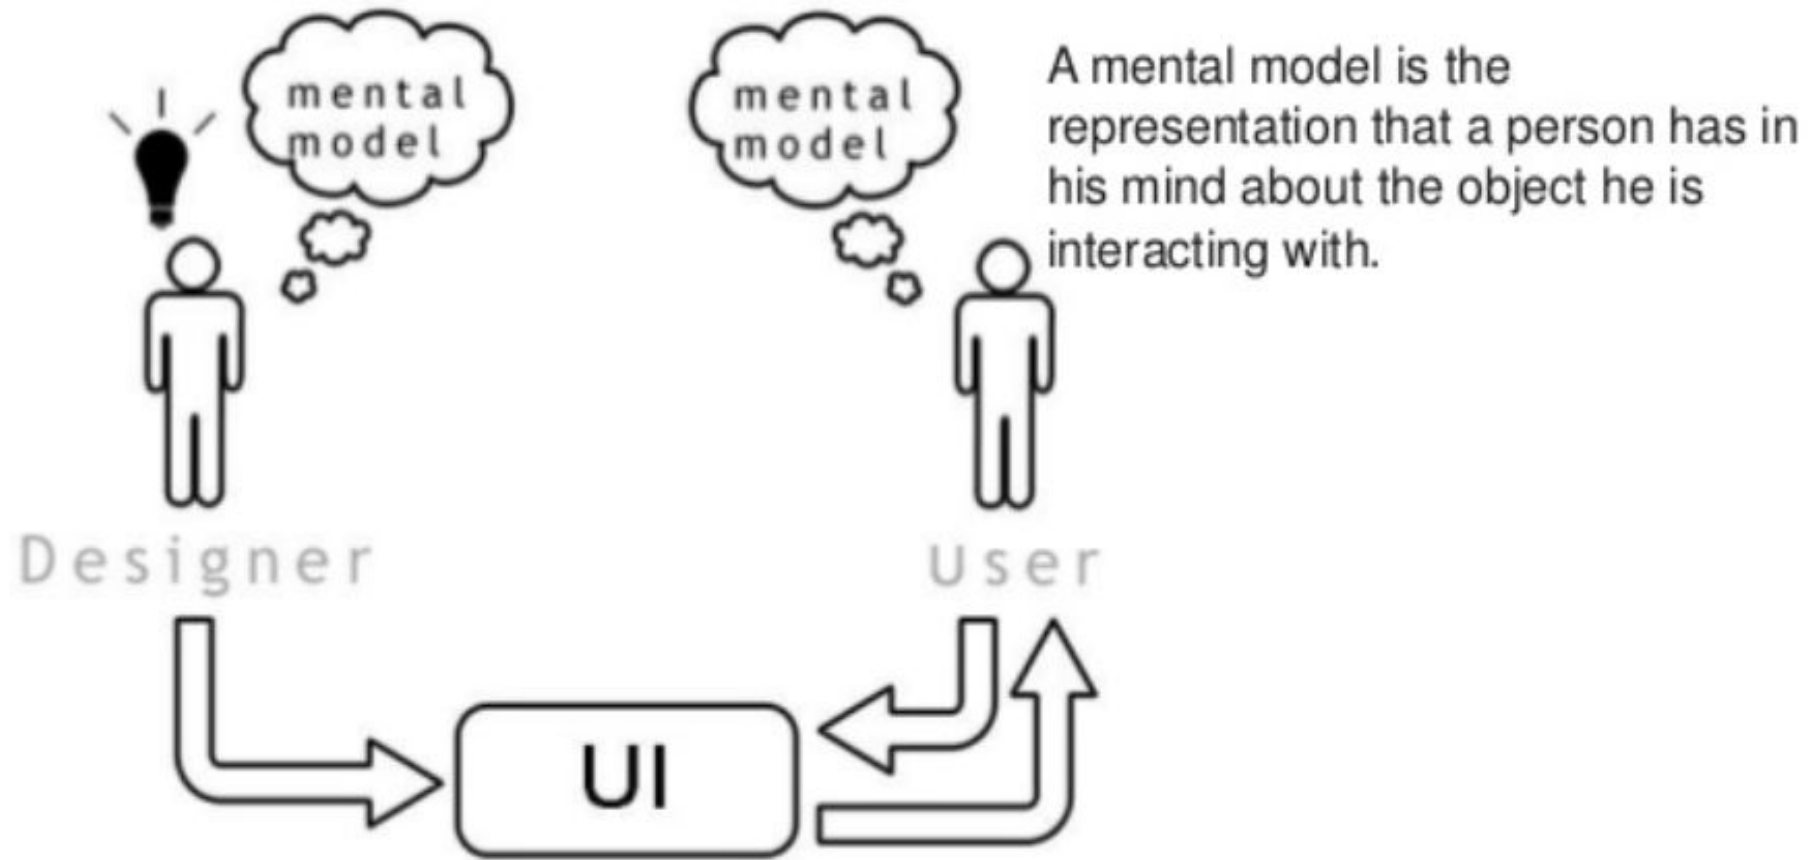 mental
model
mental
model
A mental model is the
representation that a person has in
his mind about the object he is
interacting with.
Designer
User
UI